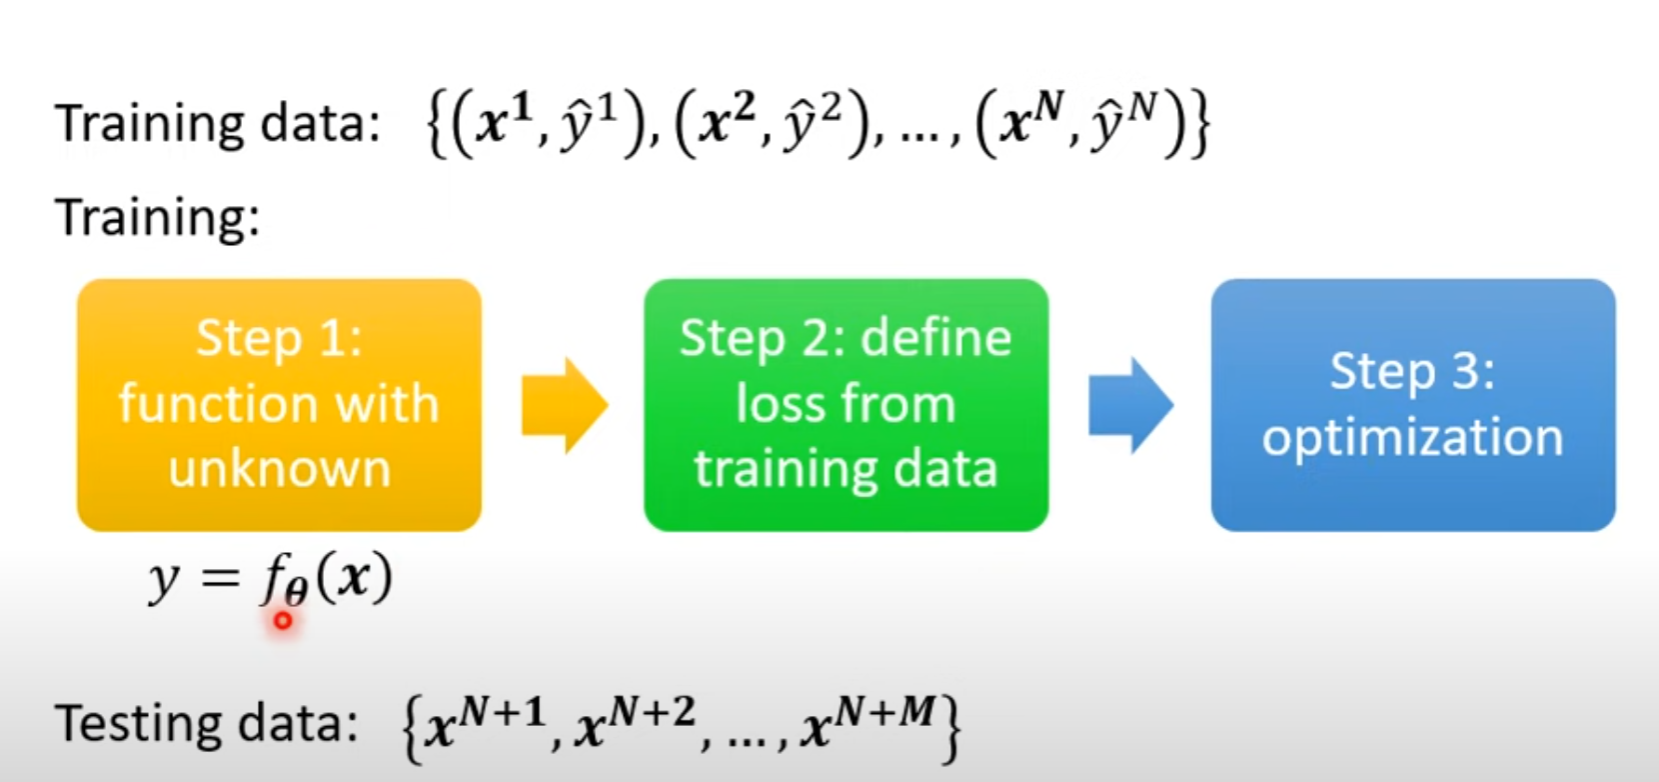 Training data: {(x¹, ŷ¹), (x², ŷ²), ..., (xᴺ, ŷᴺ)}
Training:
Step 1:
function with
unknown
Step 2: define
loss from
training data
Step 3:
optimization
y = f_θ(x)
Testing data: {xᴺ⁺¹, xᴺ⁺², ..., xᴺ⁺ᴹ}